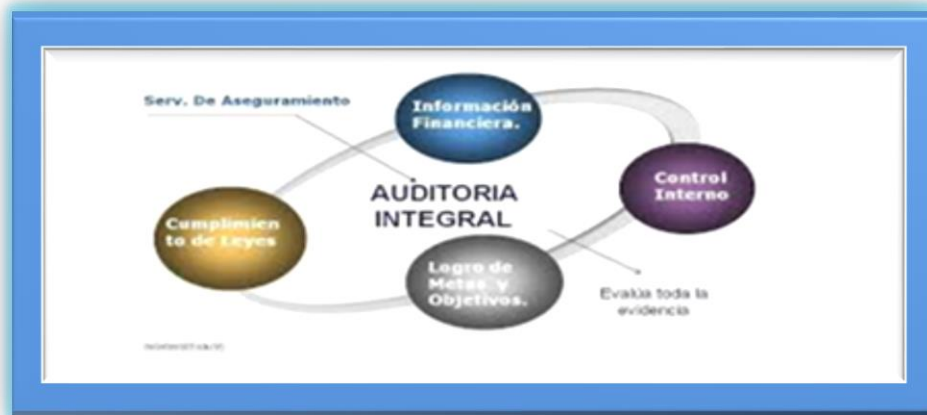 Serv. De Aseguramiento
Información
Financiera.
Control
Interno
AUDITORIA
INTEGRAL
Cumplimien
to de Leyes
Logro de
Metas y
Objetivos.
Evalúa toda la
evidencia